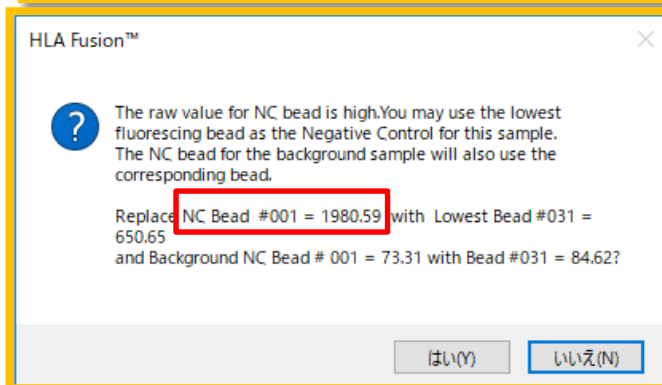 HLA Fusion™
The raw value for NC bead is high.You may use the lowest
fluorescing bead as the Negative Control for this sample.
The NC bead for the background sample will also use the
corresponding bead.
Replace NC Bead #001 = 1980.59 with Lowest Bead #031 =
650.65
and Background NC Bead # 001 = 73.31 with Bead #031 = 84.62?
はい(Y) いいえ(N)